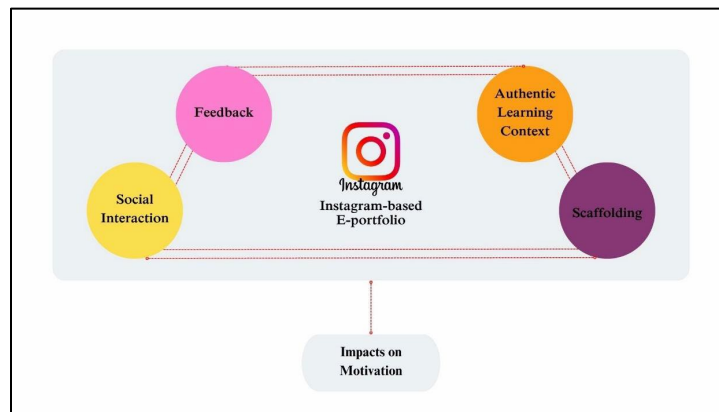 Feedback
Authentic
Learning
Context
Social
Interaction
Instagram
Instagram-based
E-portfolio
Scaffolding
Impacts on
Motivation